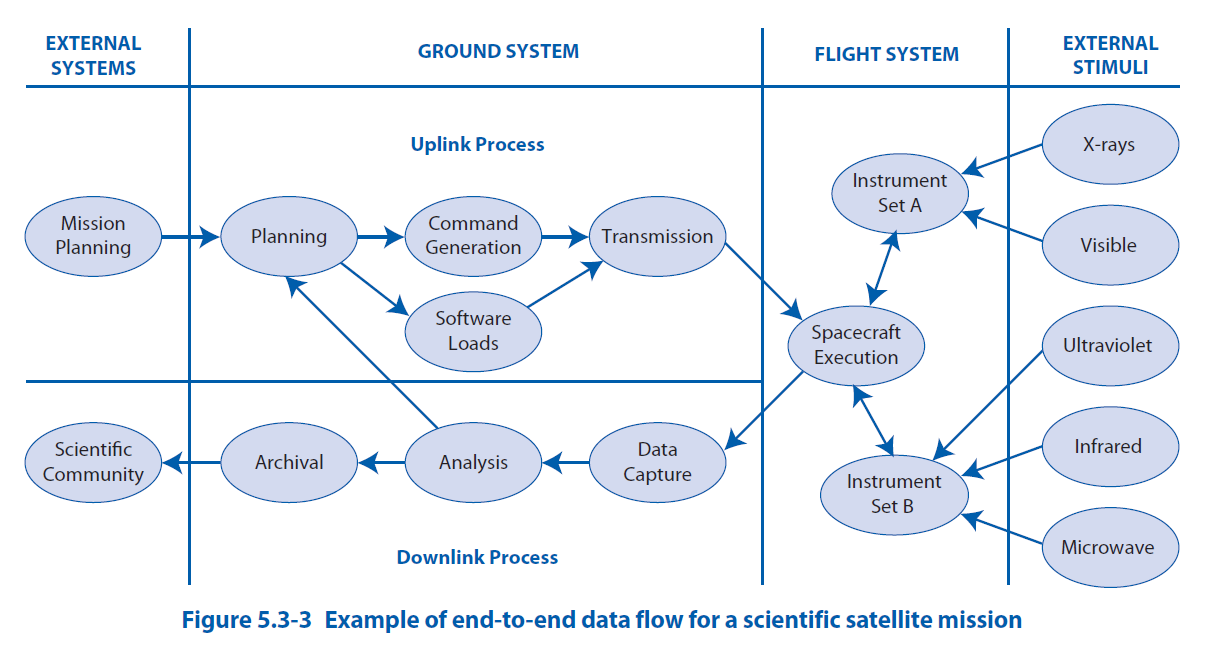 EXTERNAL
SYSTEMS
GROUND SYSTEM
FLIGHT SYSTEM
EXTERNAL
STIMULI
Uplink Process
Mission
Planning
Planning
Command
Generation
Transmission
Software
Loads
Instrument
Set A
X-rays
Visible
Spacecraft
Execution
Ultraviolet
Scientific
Community
Archival
Analysis
Data
Capture
Instrument
Set B
Infrared
Microwave
Downlink Process
Figure 5.3-3 Example of end-to-end data flow for a scientific satellite mission